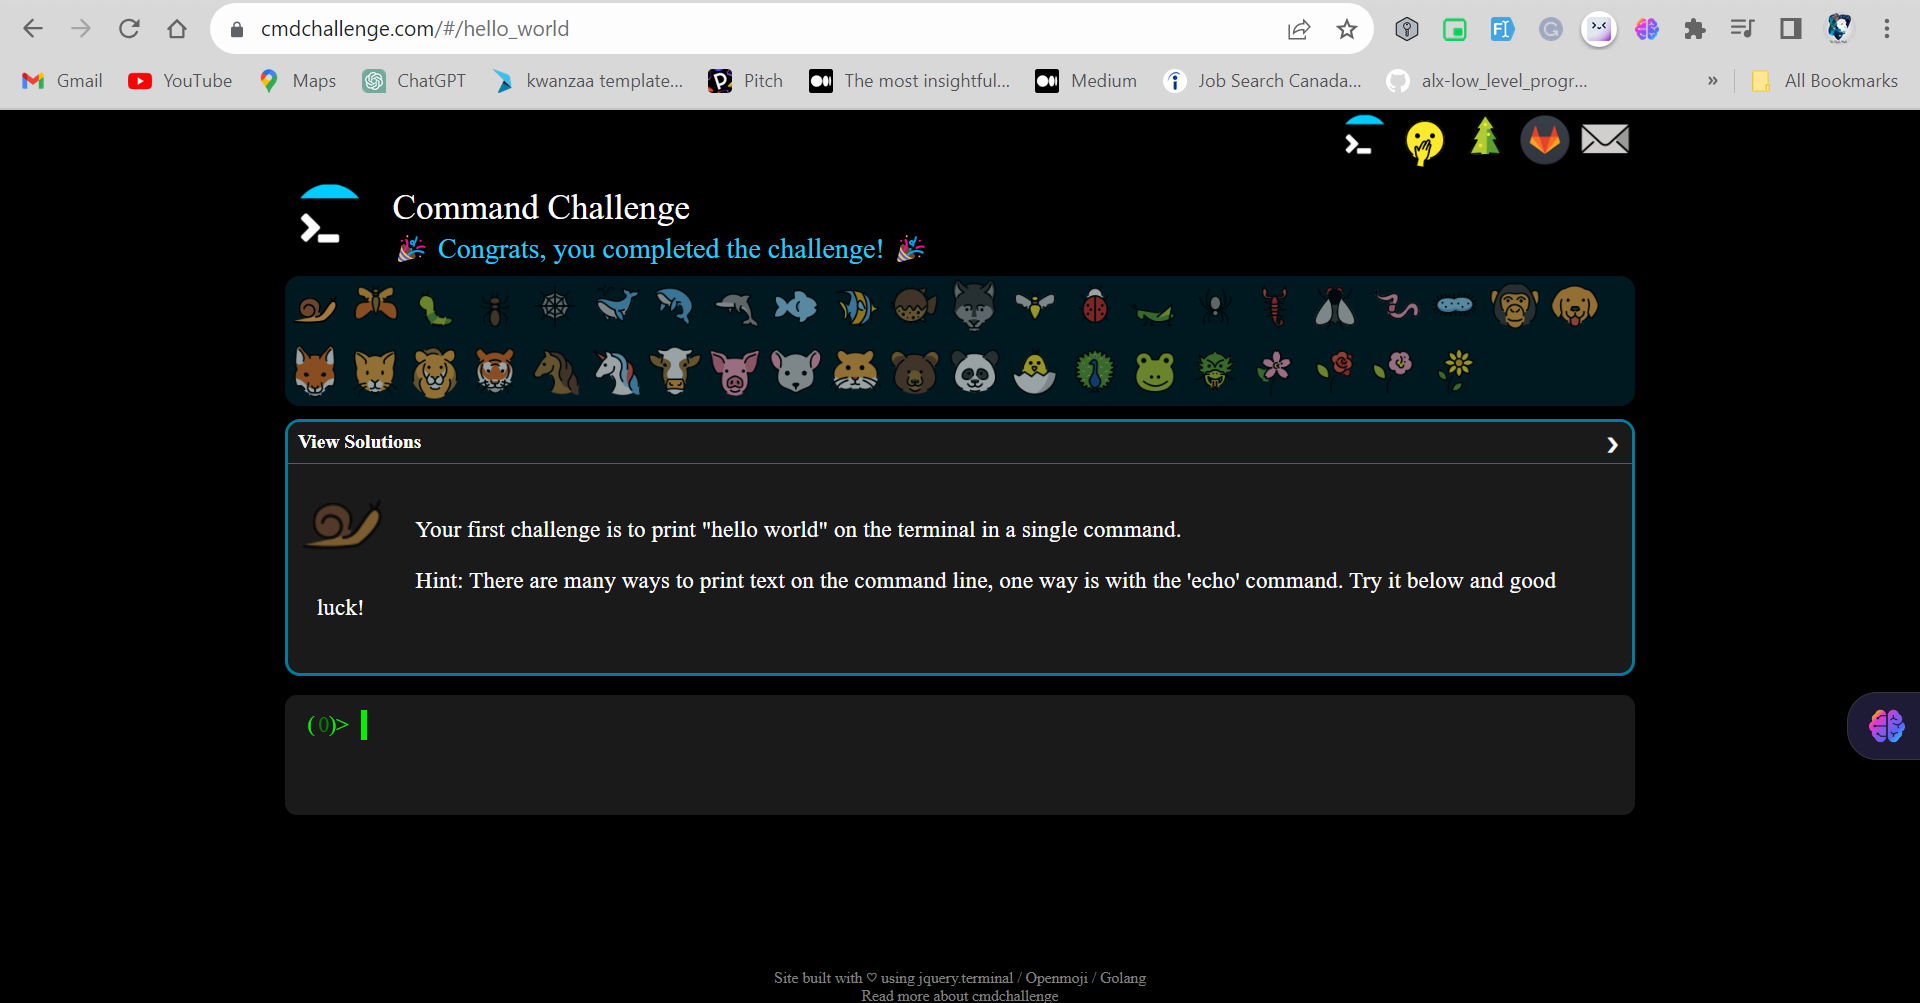 cmdchallenge.com/#/hello_world
Gmail YouTube Maps ChatGPT kwanzaa template... Pitch The most insightful... Medium Job Search Canada... alx-low_level_progr... » All Bookmarks
Command Challenge
Congrats, you completed the challenge!
View Solutions
Your first challenge is to print "hello world" on the terminal in a single command.
Hint: There are many ways to print text on the command line, one way is with the 'echo' command. Try it below and good
luck!
(0)>
Site built with ♡ using jquery.terminal / Openmoji / Golang
Read more about cmdchallenge